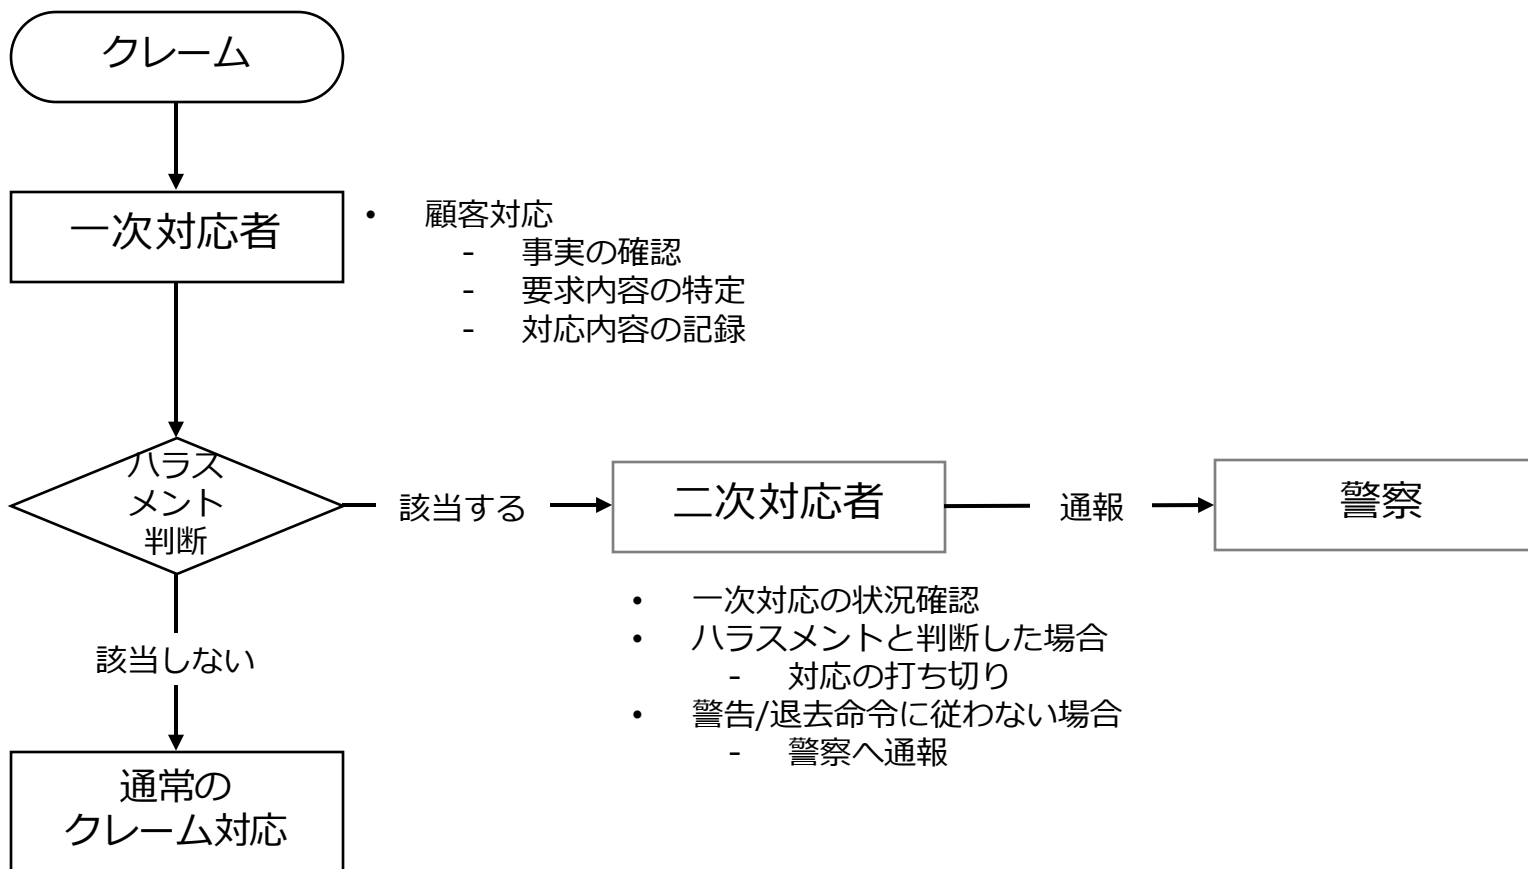 クレーム
一次対応者
• 顧客対応
- 事実の確認
- 要求内容の特定
- 対応内容の記録
ハラス
メント
判断
該当する
二次対応者
通報
警察
• 一次対応の状況確認
• ハラスメントと判断した場合
- 対応の打ち切り
• 警告/退去命令に従わない場合
- 警察へ通報
該当しない
通常の
クレーム対応